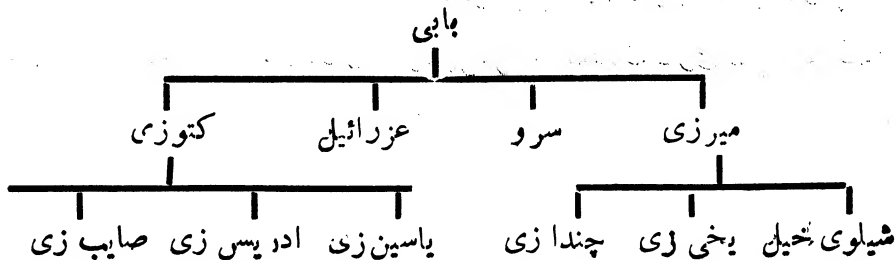 بابی
میرزی سرو عزرائیل کتوزی
شیلوی خیل یخی زی چندا زی یاسین زی ادریس زی صایب زی